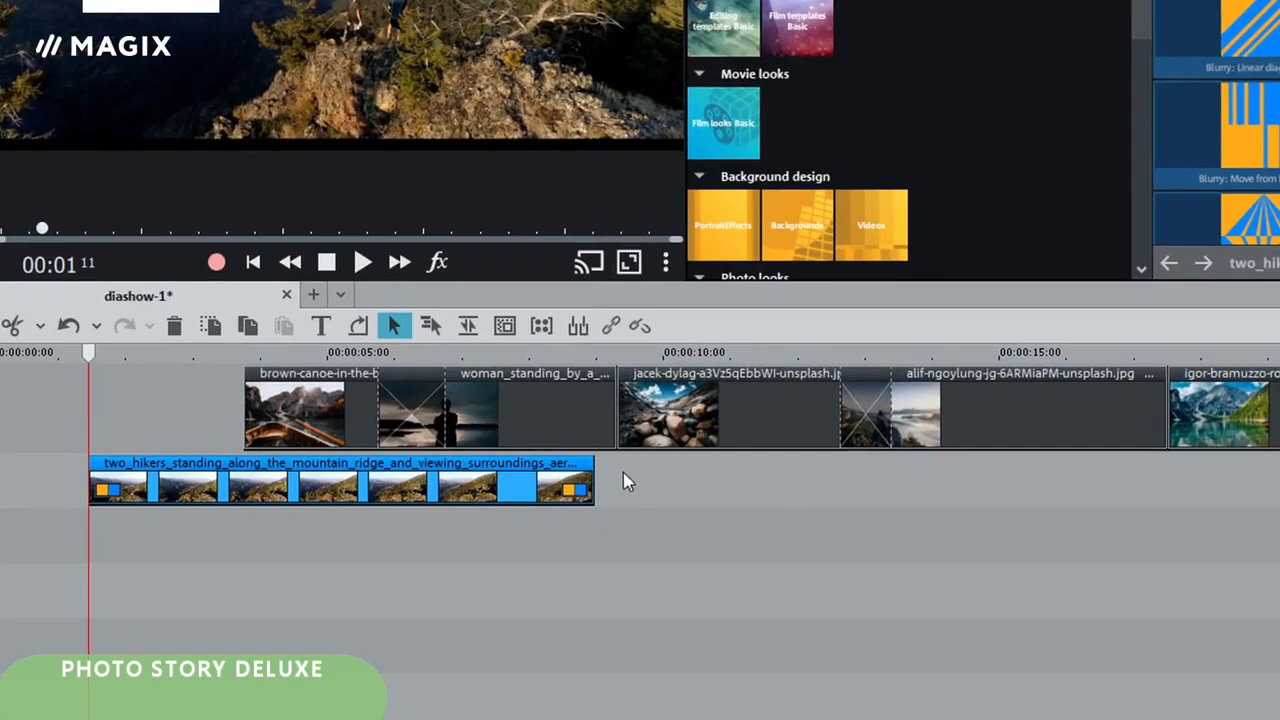 MAGIX
Editing
templates Basic
Film templates
Basic
Movie looks
Film looks Basic
Background design
PortraitEffects
Backgrounds
Videos
Photo looks
Blurry: Linear dia
Blurry: Move from
two_hik
00:01 11
fx
diashow-1*
0:00:00:00
00:00:05:00
00:00:10:00
00:00:15:00
brown-canoe-in-the-b
woman_standing_by_a_...
jacek-dylag-a3Vz5qEbbWI-unsplash.jp
alif-ngoylung-jg-6ARMiaPM-unsplash.jpg ...
igor-bramuzzo-ro
two_hikers_standing_along_the_mountain_ridge_and_viewing_surroundings_aer...
PHOTO STORY DELUXE